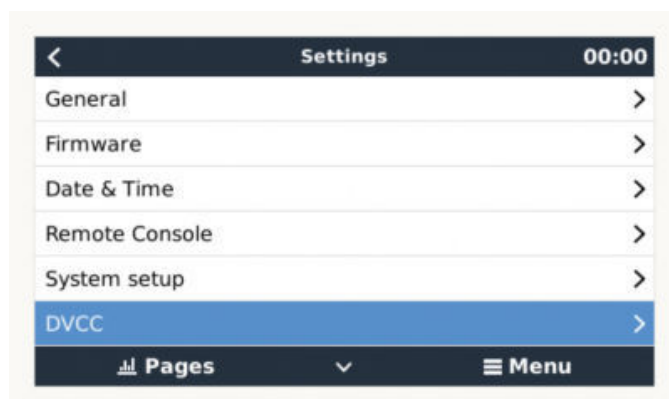 Settings 00:00
General
Firmware
Date & Time
Remote Console
System setup
DVCC
Pages Menu